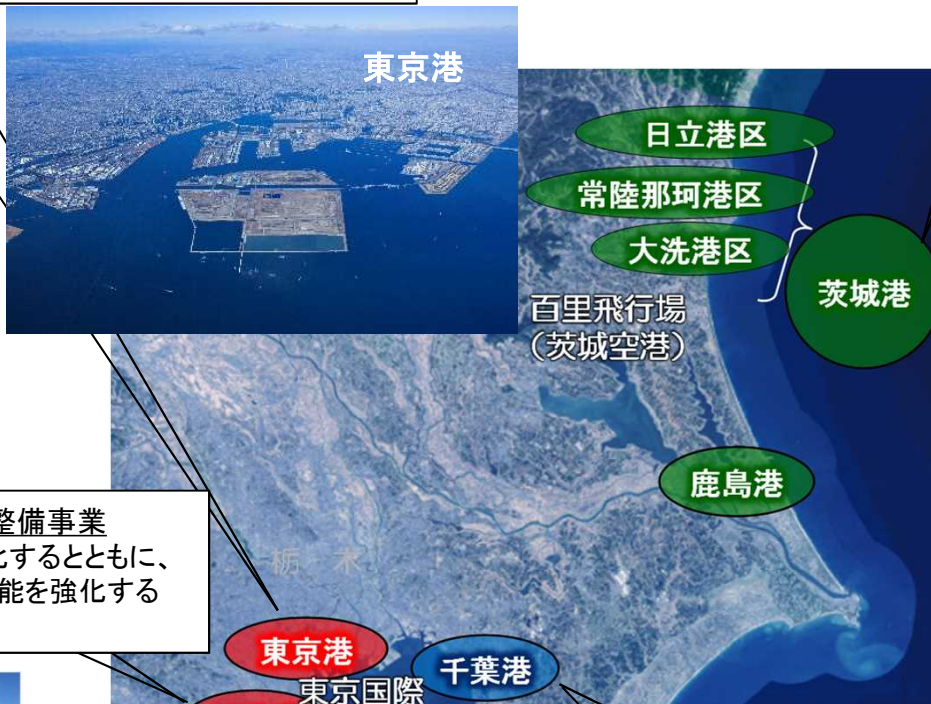 東京港
日立港区
常陸那珂港区
大洗港区
茨城港
百里飛行場
（茨城空港）
鹿島港
整備事業
化するとともに、
能を強化する
栃木
東京港
千葉港
東京国際